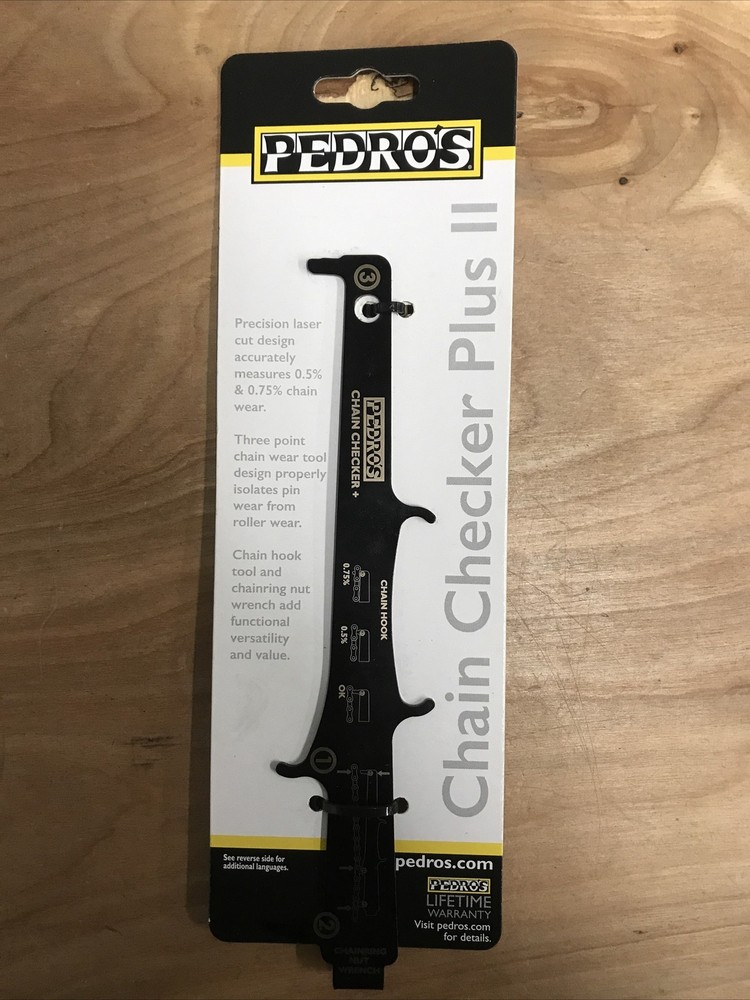 PEDRO'S
Chain Checker Plus II
Precision laser
cut design
accurately
measures 0.5%
& 0.75% chain
wear.
Three point
chain wear tool
design properly
isolates pin
wear from
roller wear.
Chain hook
tool and
chainring nut
wrench add
functional
versatility
and value.
3
PEDRO'S
CHAIN CHECKER +
CHAIN HOOK
0.75%
0.5%
OK
1
2
CHAINRING
NUT
WRENCH
See reverse side for
additional languages.
pedros.com
PEDRO'S
LIFETIME
WARRANTY
Visit pedros.com
for details.